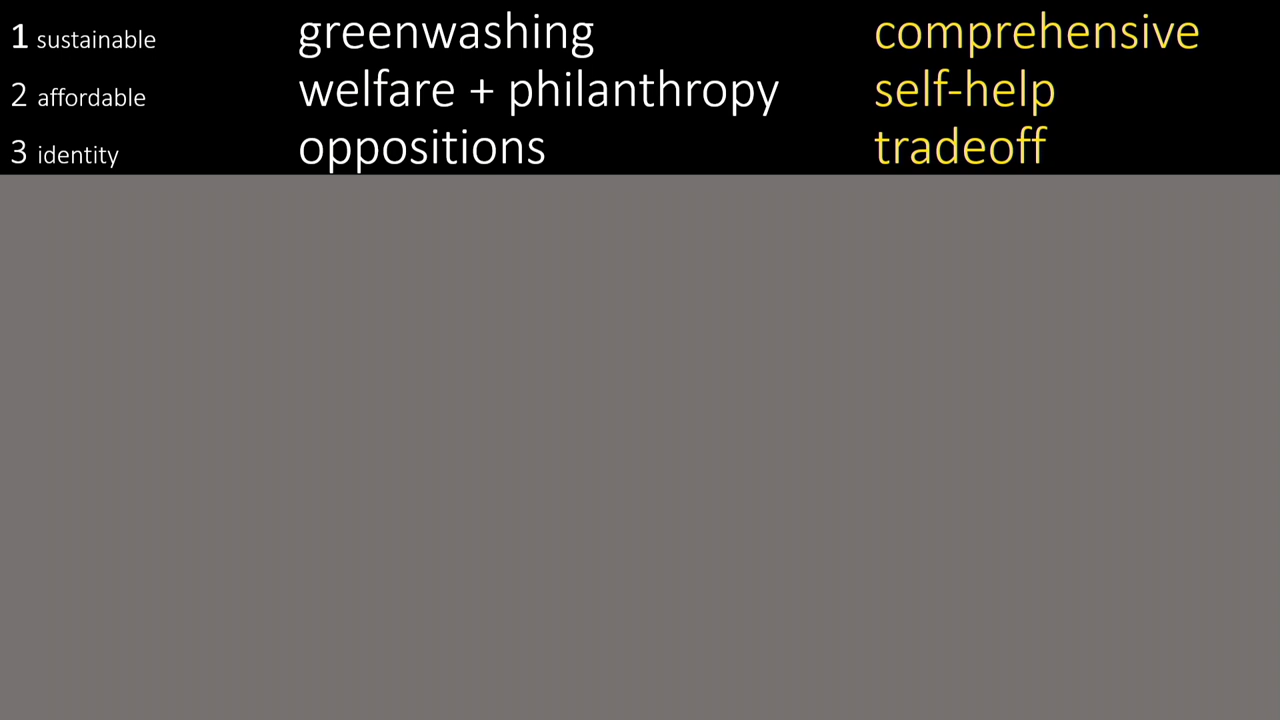 1 sustainable greenwashing comprehensive
2 affordable welfare + philanthropy self-help
3 identity oppositions tradeoff